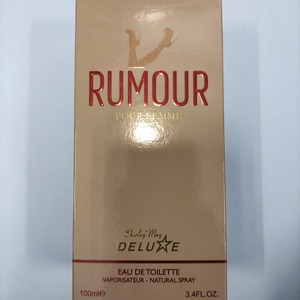 RUMOUR
POUR FEMME
Shirley May
DELUXE
EAU DE TOILETTE
VAPORISATEUR - NATURAL SPRAY
100ml e 3.4FL.OZ.